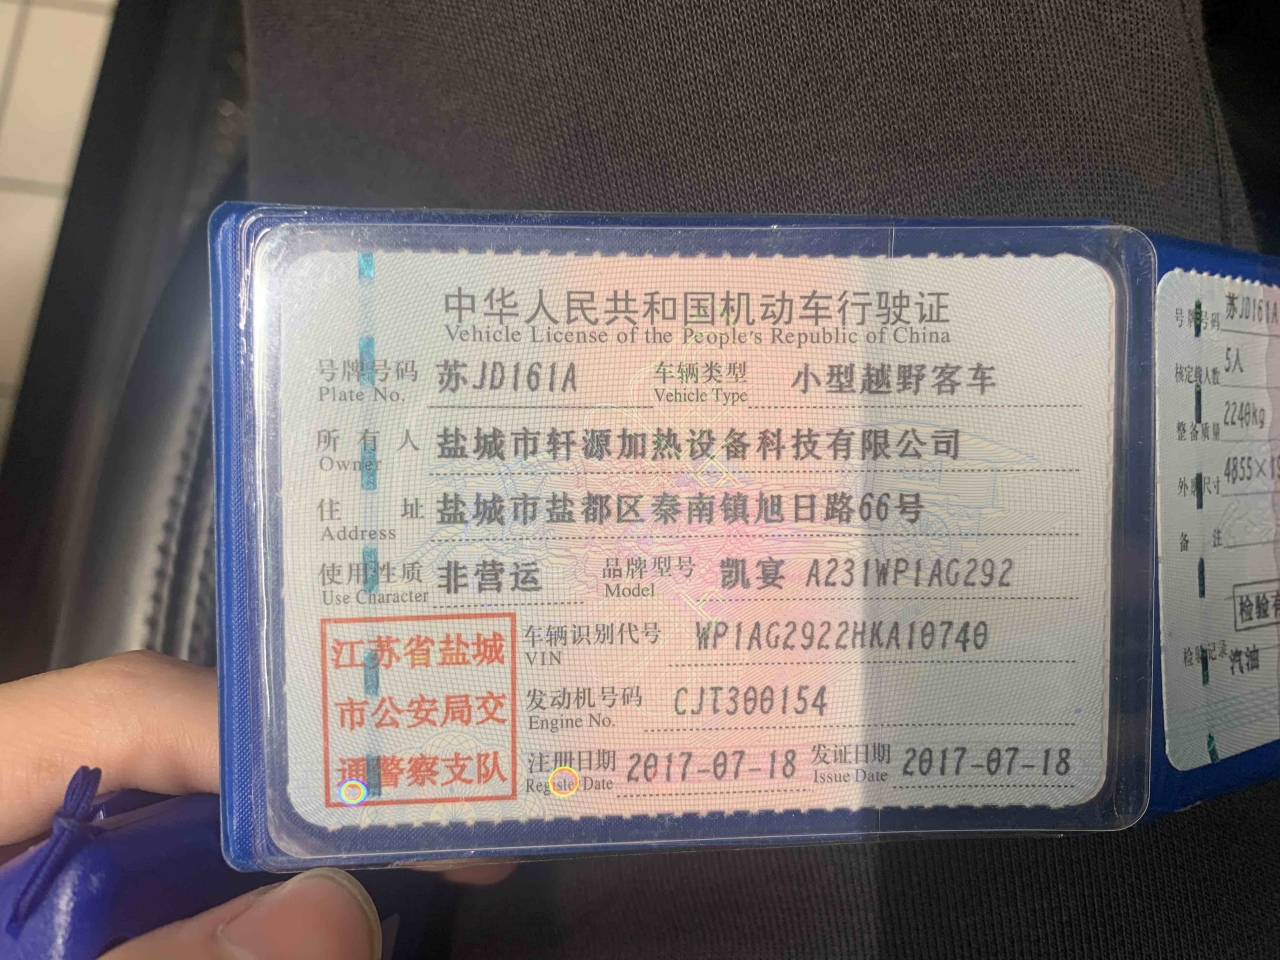 中华人民共和国机动车行驶证
Vehicle License of the People's Republic of China
号牌号码 苏JD161A 车辆类型 小型越野客车
Plate No. Vehicle Type
所有人 盐城市轩源加热设备科技有限公司
Owner
住址 盐城市盐都区秦南镇旭日路66号
Address
使用性质 非营运 品牌型号 凯宴 A231WP1AG292
Use Character Model
江苏省盐城
市公安局交
通警察支队
车辆识别代号 WP1AG2922HKA10740
VIN
发动机号码 CJT300154
Engine No.
注册日期 2017-07-18 发证日期 2017-07-18
Register Date Issue Date
号牌号码 苏JD161A
核定载人数 5人
整备质量 2240kg
外廓尺寸 4855×
备注
检验
检验记录 汽油